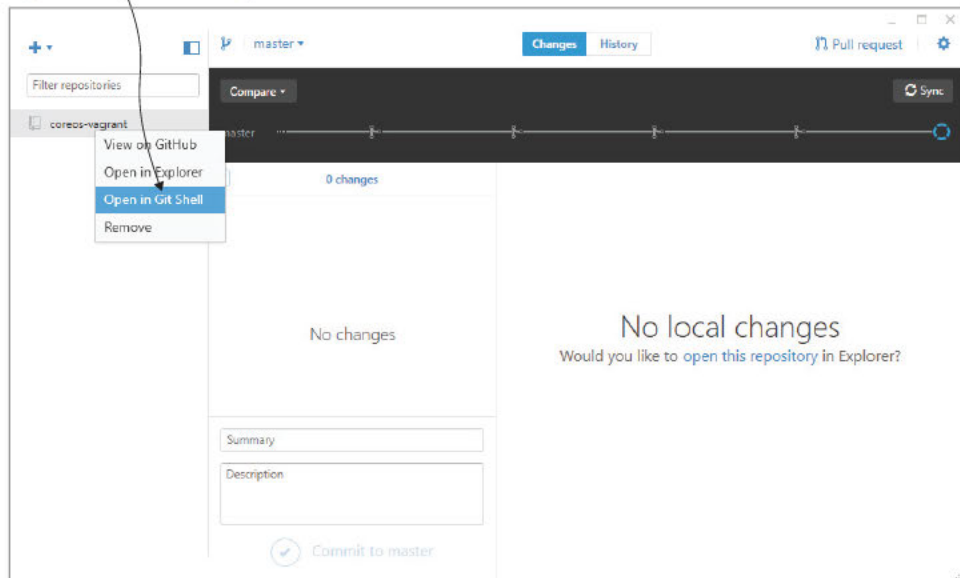 master
Changes
History
Pull request
Filter repositories
Compare
Sync
coreos-vagrant
master
View on GitHub
Open in Explorer
Open in Git Shell
Remove
0 changes
No changes
No local changes
Would you like to open this repository in Explorer?
Summary
Description
Commit to master